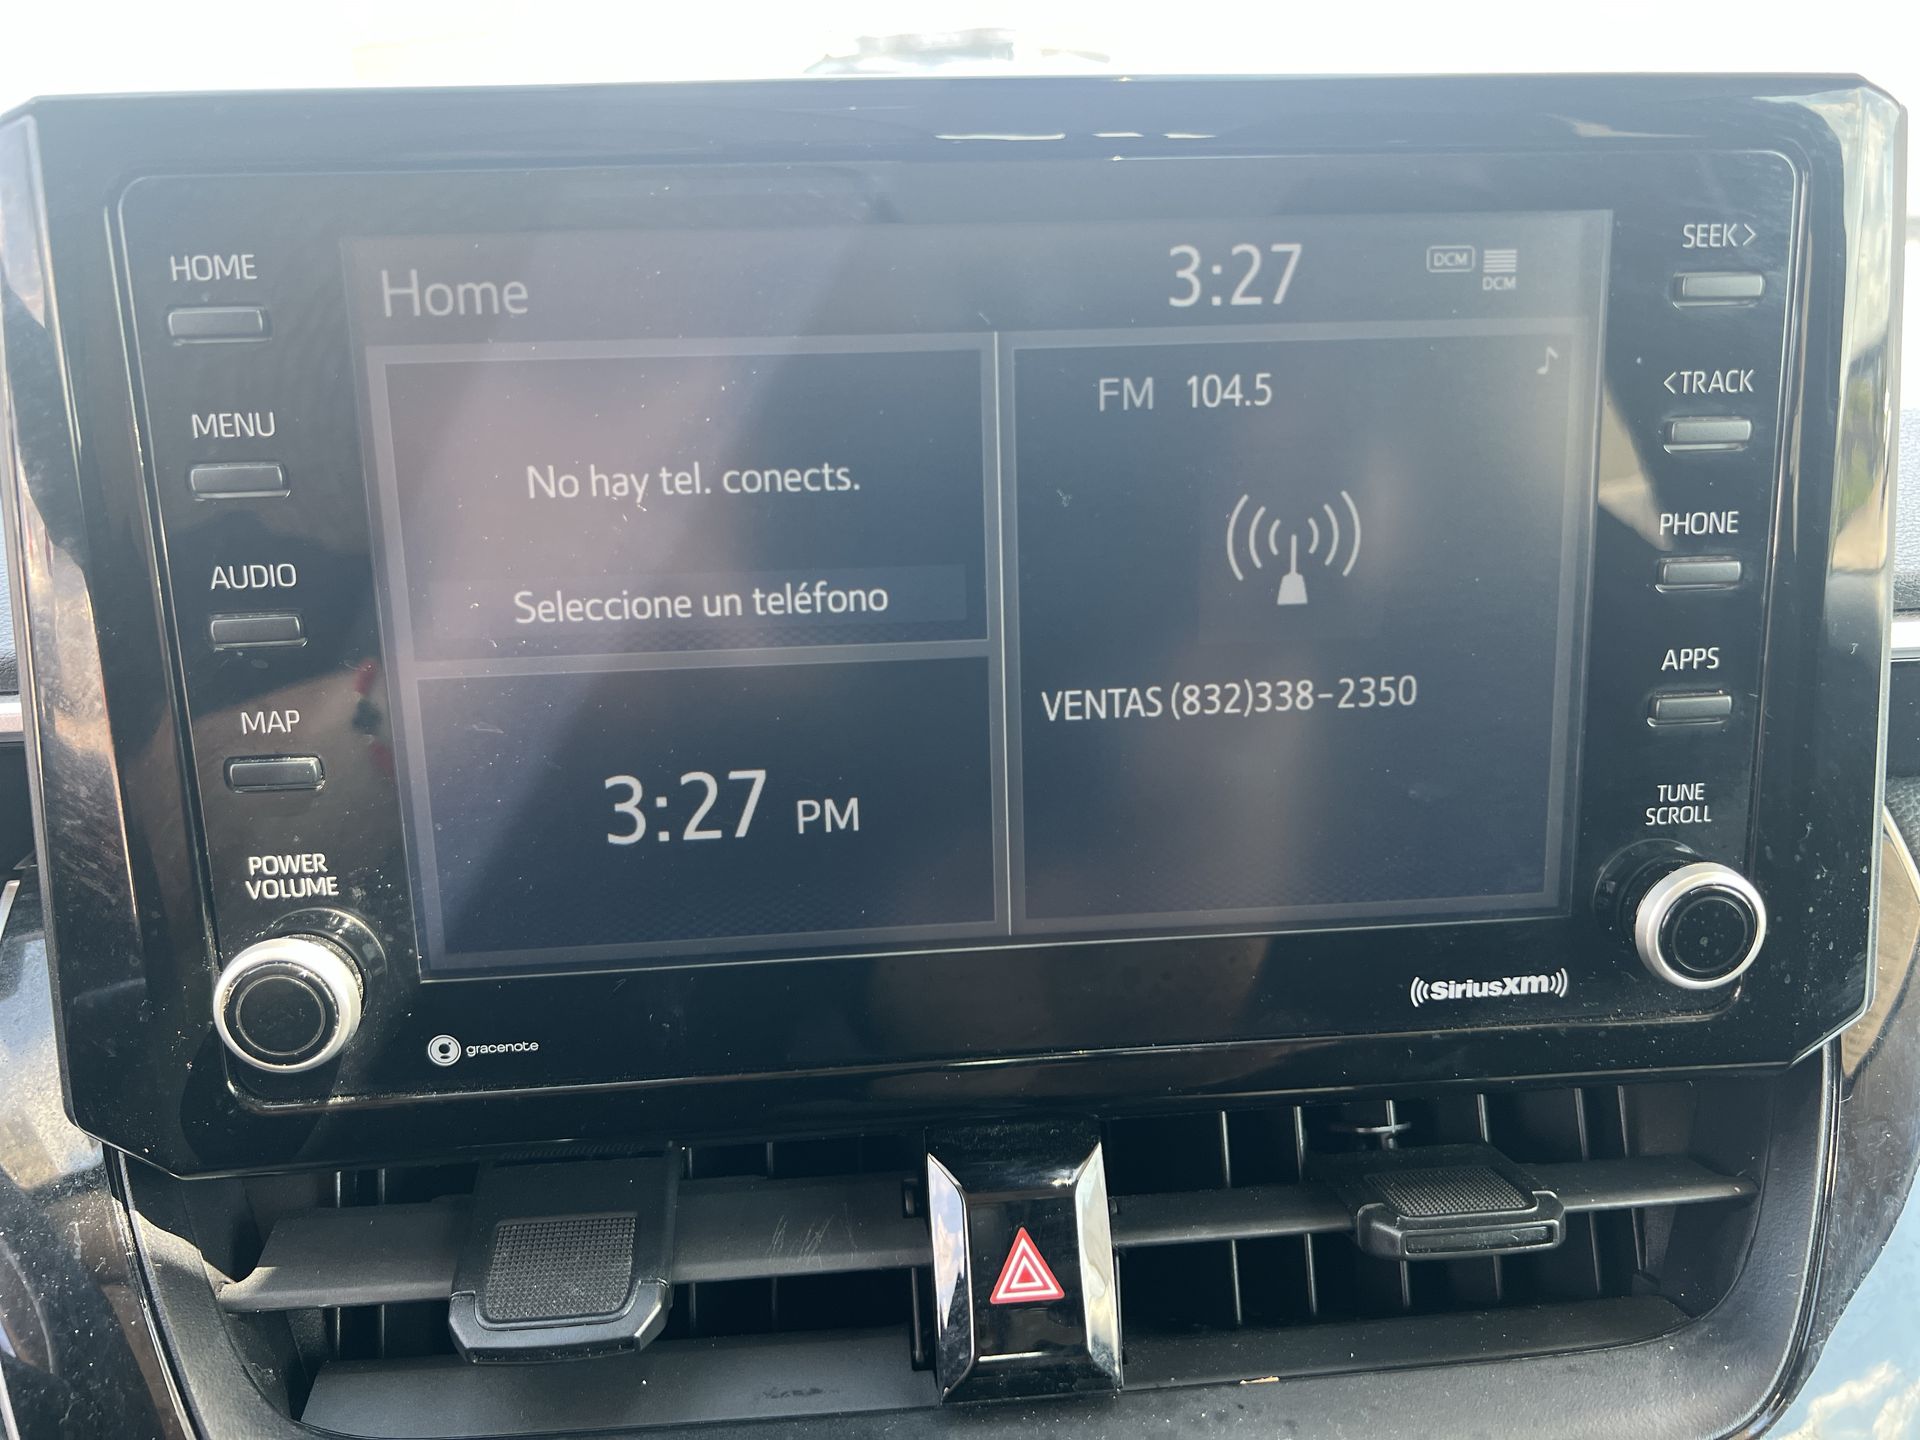 HOME
MENU
AUDIO
MAP
POWER
VOLUME
Home
3:27
DCM
DCM
No hay tel. conects.
Seleccione un teléfono
3:27 PM
FM 104.5
VENTAS (832)338-2350
SEEK>
<TRACK
PHONE
APPS
TUNE
SCROLL
gracenote
((SiriusXM))